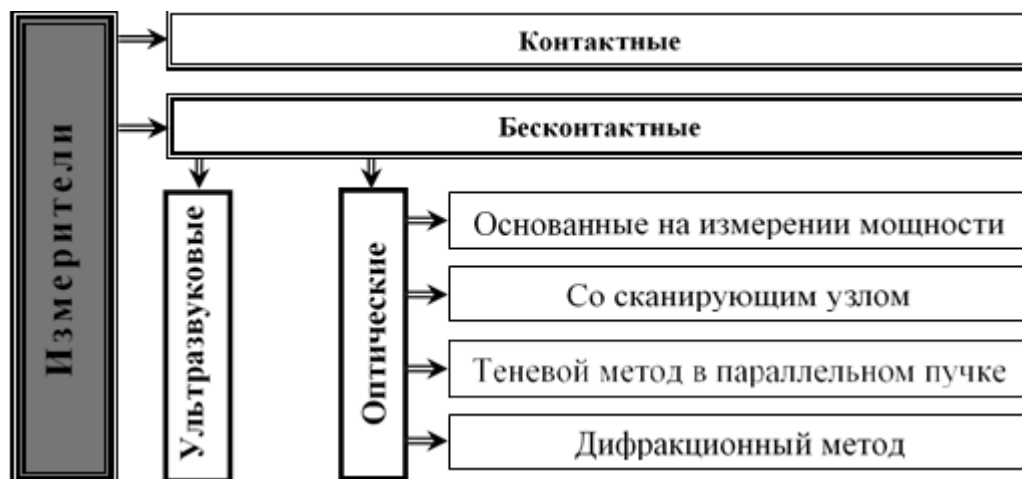 Измерители
Контактные
Бесконтактные
Ультразвуковые
Оптические
Основанные на измерении мощности
Со сканирующим узлом
Теневой метод в параллельном пучке
Дифракционный метод